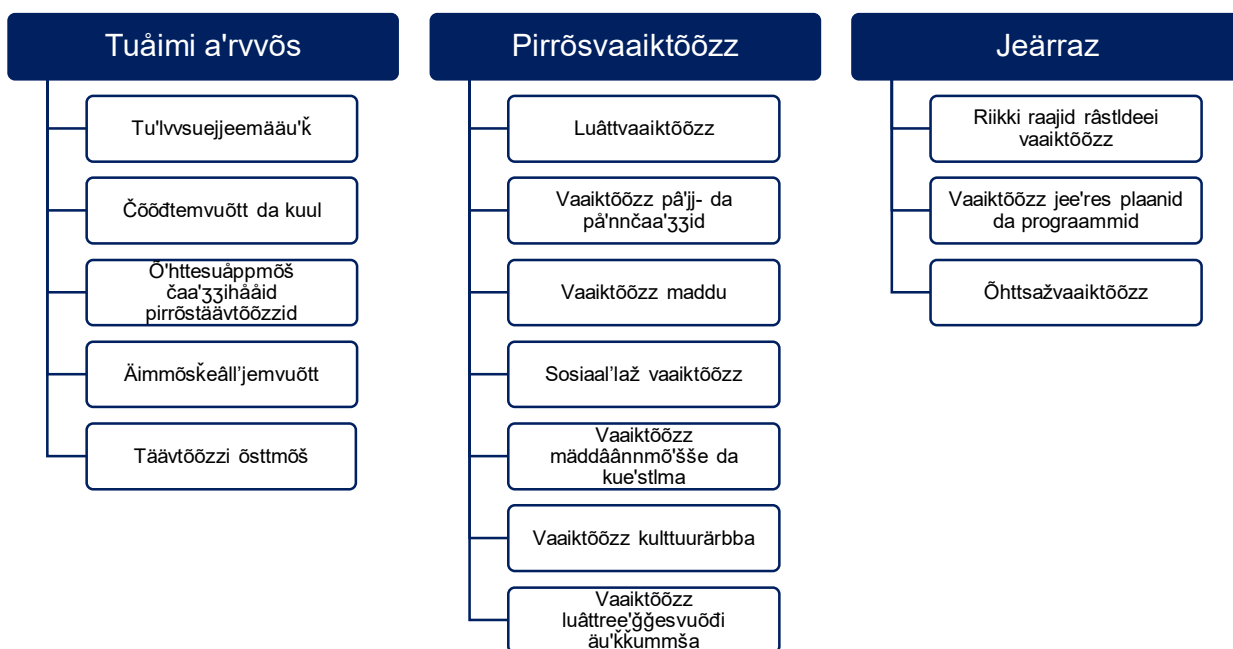 Tuåimi a'rvvõs
Tu'lvvsuejjeemääu'ǩ
Čõõđtemvuõtt da kuul
Õ'httesuåppmõš
čaa'ʒʒihååid
pirrõstäävtõõzzid
Äimmõsǩeâll’jemvuõtt
Täävtõõzzi õsttmõš
Pirrõsvaaiktõõzz
Luâttvaaiktõõzz
Vaaiktõõzz pâ'jj- da
på'nnčaa'ʒʒid
Vaaiktõõzz maddu
Sosiaal’laž vaaiktõõzz
Vaaiktõõzz
mäddâânnmõ'šše da
kue'stlma
Vaaiktõõzz kulttuurärbba
Vaaiktõõzz
luâttree'ǧǧesvuõđi
äu'ǩǩummša
Jeärraz
Riikki raajid râstldeei
vaaiktõõzz
Vaaiktõõzz jee'res plaanid
da prograammid
Õhttsažvaaiktõõzz